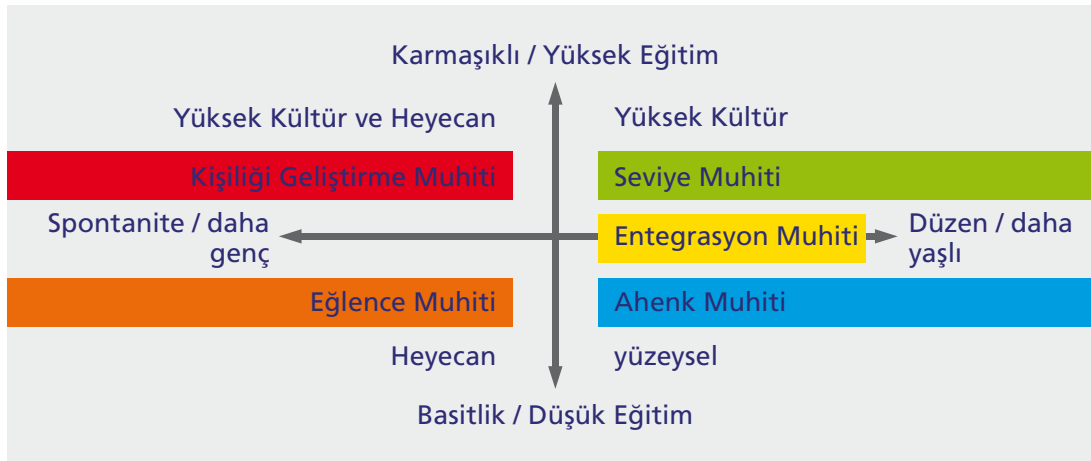 Karmaşıklı / Yüksek Eğitim
Yüksek Kültür ve Heyecan
Yüksek Kültür
Kişiliği Geliştirme Muhiti
Seviye Muhiti
Spontanite / daha
genç
Entegrasyon Muhiti
Düzen / daha
yaşlı
Eğlence Muhiti
Ahenk Muhiti
Heyecan
yüzeysel
Basitlik / Düşük Eğitim